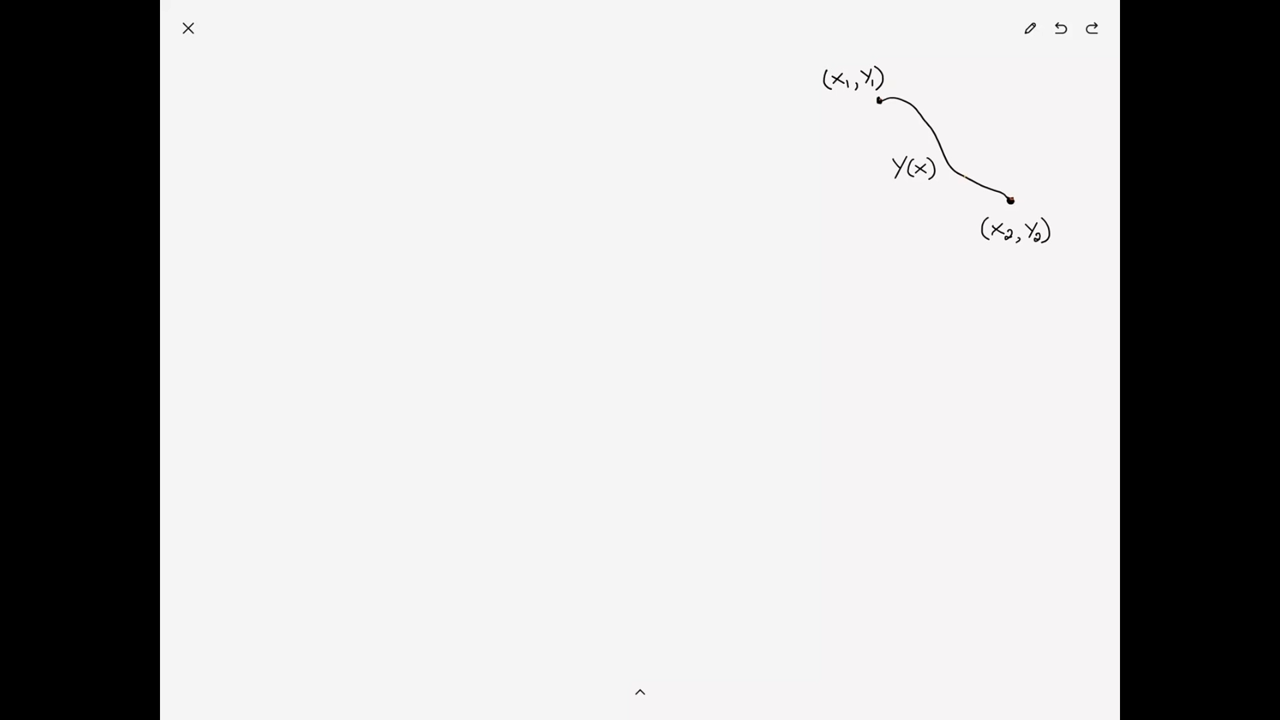 (x₁, y₁)
y(x)
(x₂, y₂)